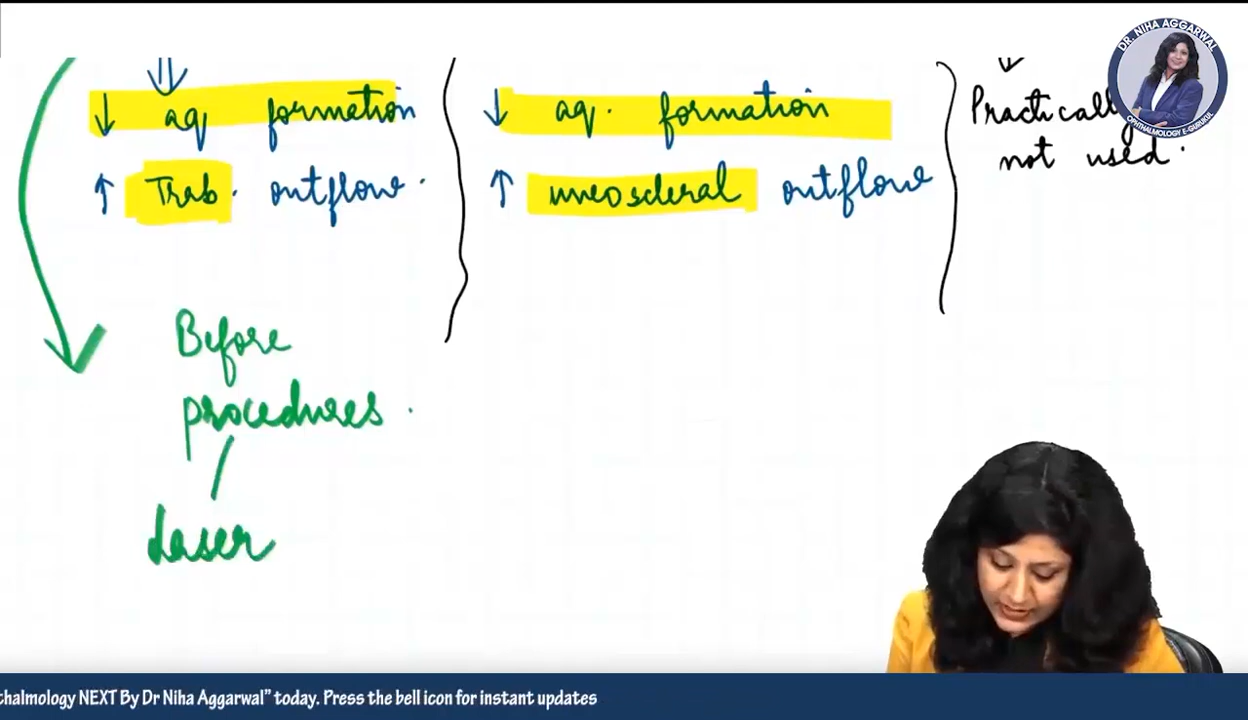 DR. NIHA AGGARWAL
OPHTHALMOLOGY E-GURUKUL
↓ aq formation
↑ Trab. outflow.
↓ aq. formation
↑ uveoscleral outflow
Practically
not used.
Before
procedures.
Laser
thalmology NEXT By Dr Niha Aggarwal” today. Press the bell icon for instant updates